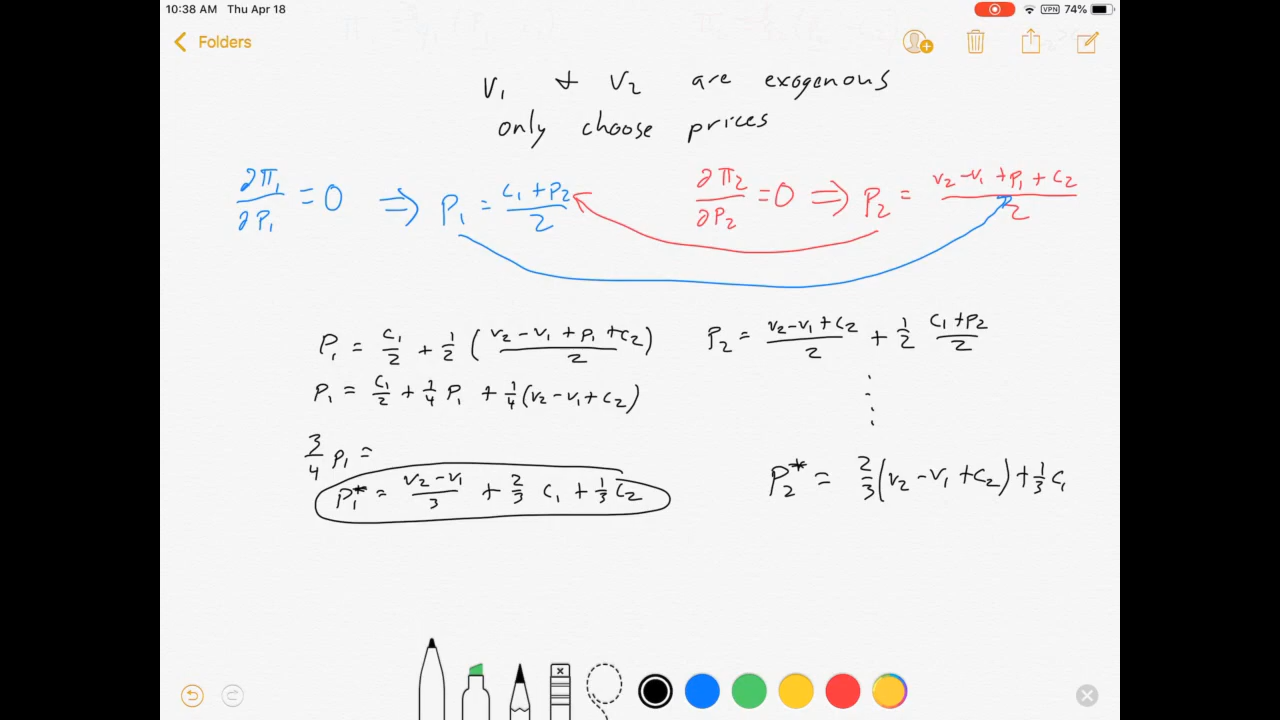 10:38 AM Thu Apr 18
VPN 74%
Folders
V₁ + V₂ are exogenous
only choose prices
∂π₁/∂P₁ = 0 ⇒ P₁ = (C₁ + P₂)/2
∂π₂/∂P₂ = 0 ⇒ P₂ = (V₂ - V₁ + P₁ + C₂)/2
P₁ = C₁/2 + 1/2 ((V₂ - V₁ + P₁ + C₂)/2)
P₁ = C₁/2 + 1/4 P₁ + 1/4 (V₂ - V₁ + C₂)
3/4 P₁ =
P₁* = (V₂ - V₁)/3 + 2/3 C₁ + 1/3 C₂
P₂ = (V₂ - V₁ + C₂)/2 + 1/2 (C₁ + P₂)/2
⋮
P₂* = 2/3 (V₂ - V₁ + C₂) + 1/3 C₁